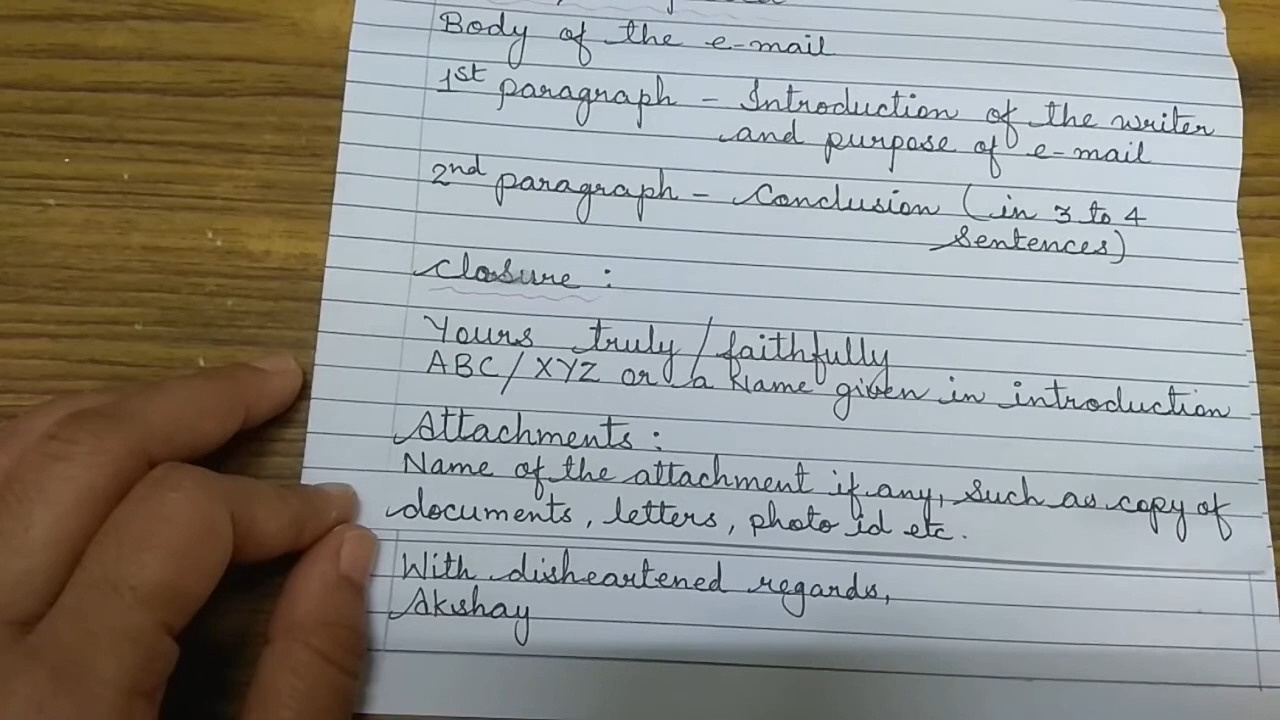 Body of the e-mail
1st paragraph - Introduction of the writer
and purpose of e-mail
2nd paragraph - Conclusion (in 3 to 4
sentences)
Closure :
Yours truly/faithfully
ABC/XYZ or a Name given in introduction
Attachments :
Name of the attachment if any, such as copy of
documents, letters, photo id etc.
With disheartened regards,
Akshay